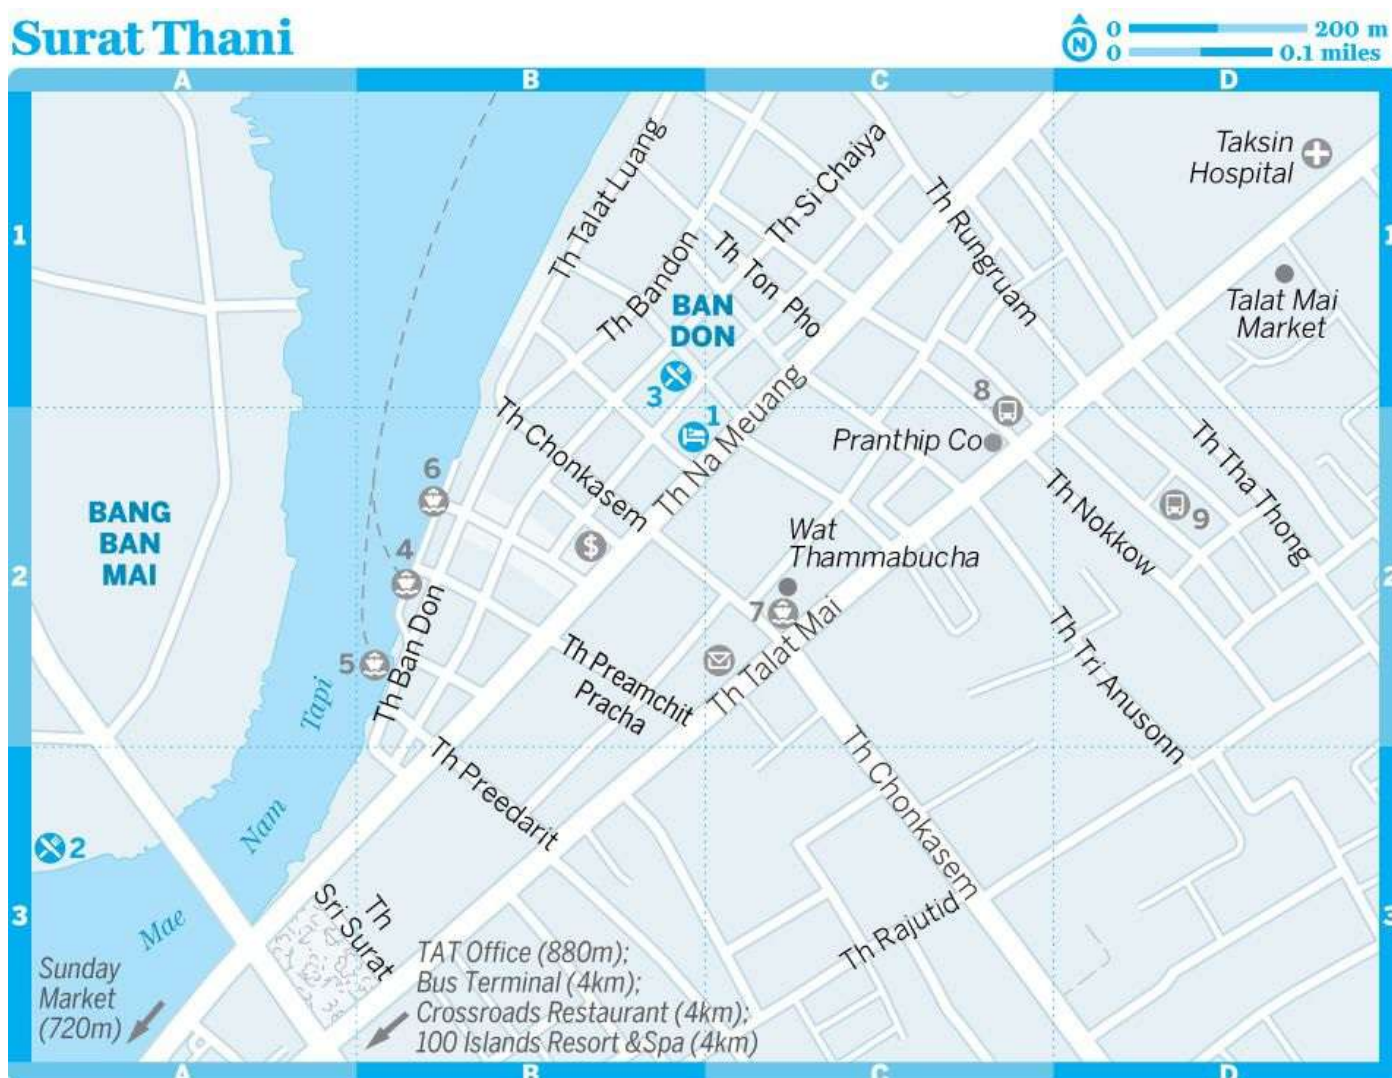 Surat Thani
N
0 200 m
0 0.1 miles
A B C D
1
1
2
2
3
3
Taksin
Hospital
Th Talat Luang
Th Si Chaiya
Th Rungruam
Th Bandon
Th Ton Pho
BAN
DON
Talat Mai
Market
3
1
8
Th Na Meuang
Pranthip Co
Th Chonkasem
Th Tha Thong
6
Th Nokkow
9
BANG
BAN
MAI
$
Wat
Thammabucha
4
7
Th Talat Mai
Th Ban Don
5
Th Preamchit
Pracha
Th Tri Anusonn
Tapi
Nam
Mae
Th Preedarit
Th Chonkasem
2
Th
Sri Surat
Th Rajutid
Sunday
Market
(720m)
TAT Office (880m);
Bus Terminal (4km);
Crossroads Restaurant (4km);
100 Islands Resort &Spa (4km)
A B C D